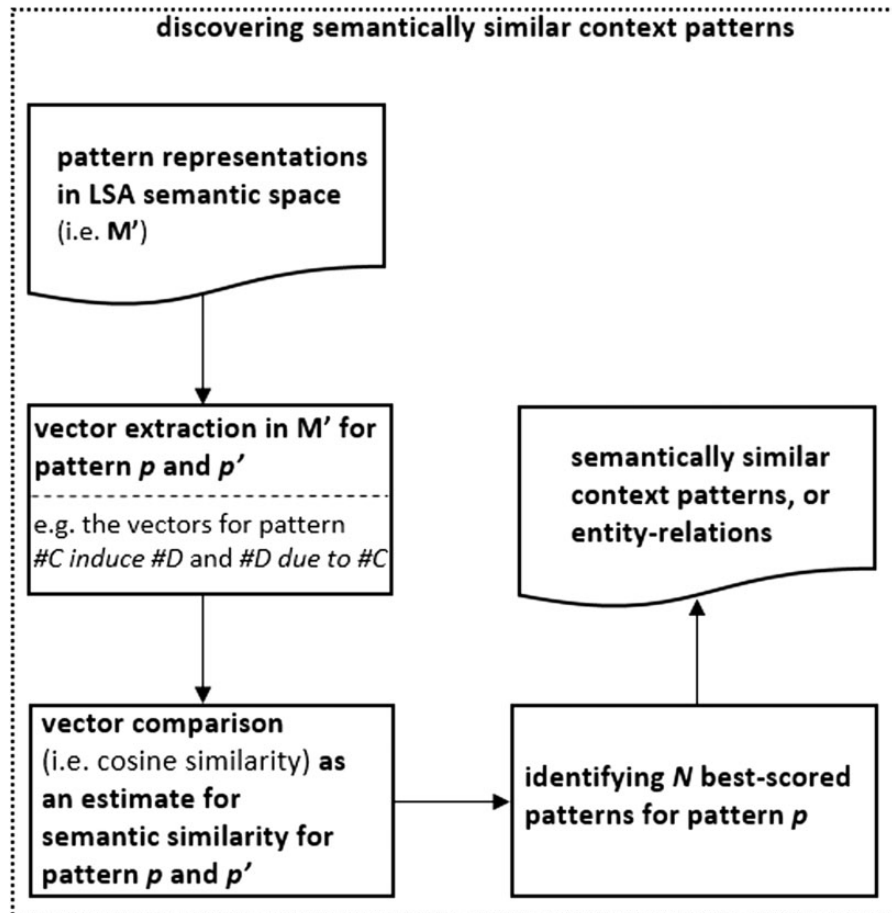 discovering semantically similar context patterns
pattern representations
in LSA semantic space
(i.e. M’)
vector extraction in M’ for
pattern p and p’
e.g. the vectors for pattern
#C induce #D and #D due to #C
vector comparison
(i.e. cosine similarity) as
an estimate for
semantic similarity for
pattern p and p’
identifying N best-scored
patterns for pattern p
semantically similar
context patterns, or
entity-relations